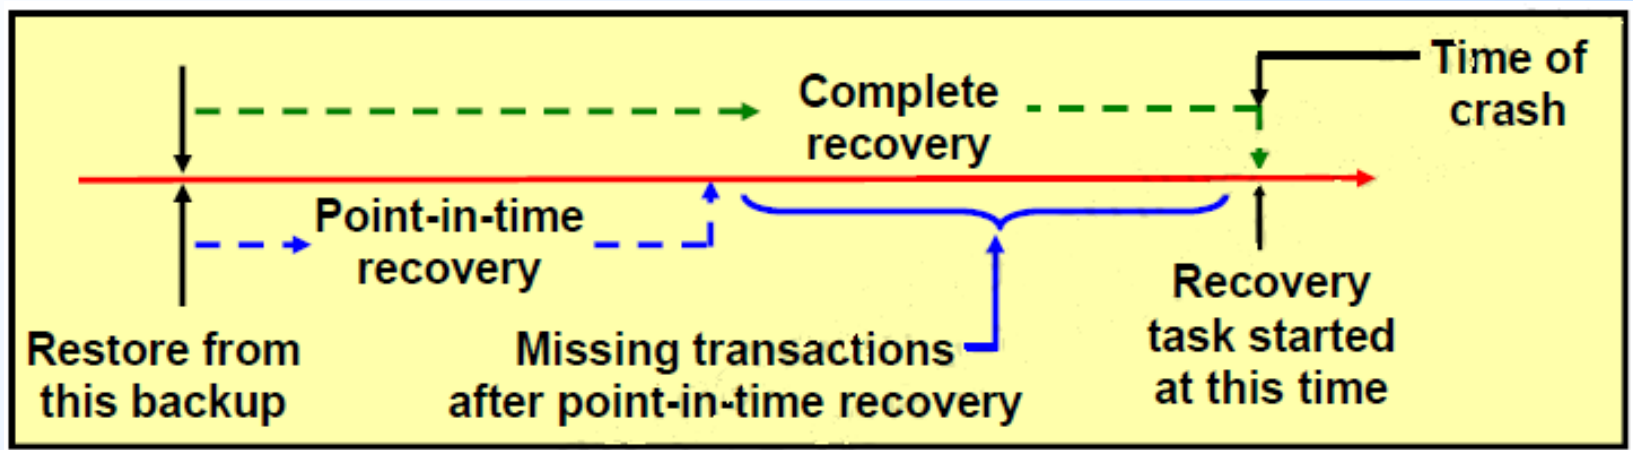 Time of
crash
Complete
recovery
Point-in-time
recovery
Restore from
this backup
Missing transactions
after point-in-time recovery
Recovery
task started
at this time